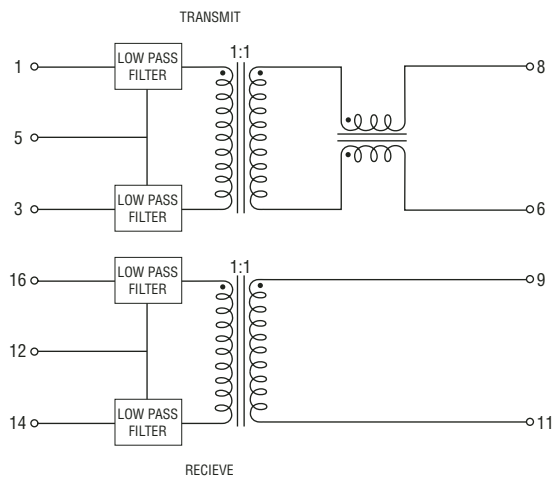 TRANSMIT
1
LOW PASS
FILTER
1:1
8
5
3
LOW PASS
FILTER
6
16
LOW PASS
FILTER
1:1
9
12
14
LOW PASS
FILTER
11
RECIEVE